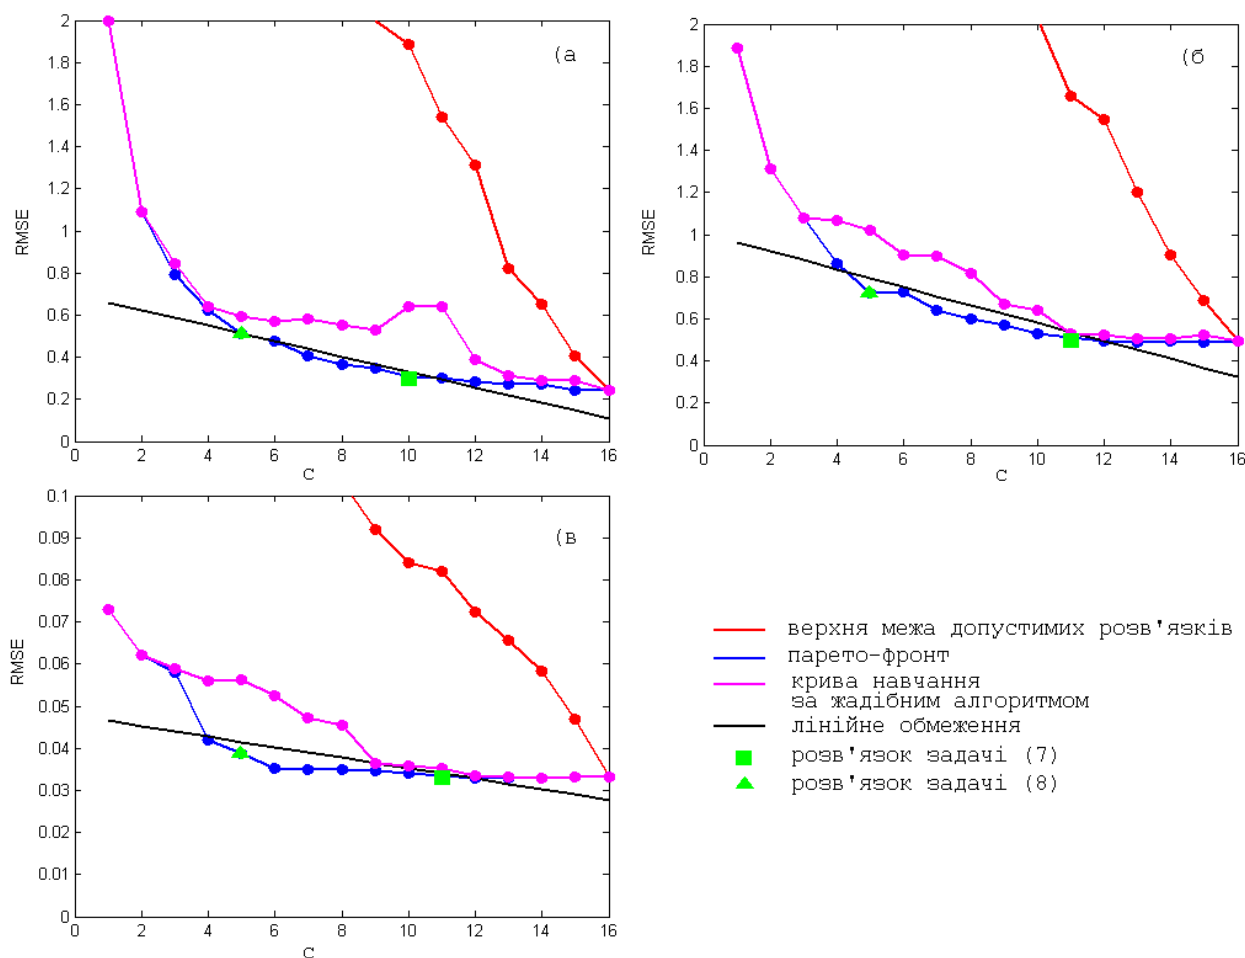 2
1.8
1.6
1.4
1.2
1
0.8
0.6
0.4
0.2
0
RMSE
(а
0 2 4 6 8 10 12 14 16
C
2
1.8
1.6
1.4
1.2
1
0.8
0.6
0.4
0.2
0
RMSE
(б
0 2 4 6 8 10 12 14 16
C
0.1
0.09
0.08
0.07
0.06
0.05
0.04
0.03
0.02
0.01
0
RMSE
(в
0 2 4 6 8 10 12 14 16
C
верхня межа допустимих розв'язків
парето-фронт
крива навчання
за жадібним алгоритмом
лінійне обмеження
розв'язок задачі (7)
розв'язок задачі (8)